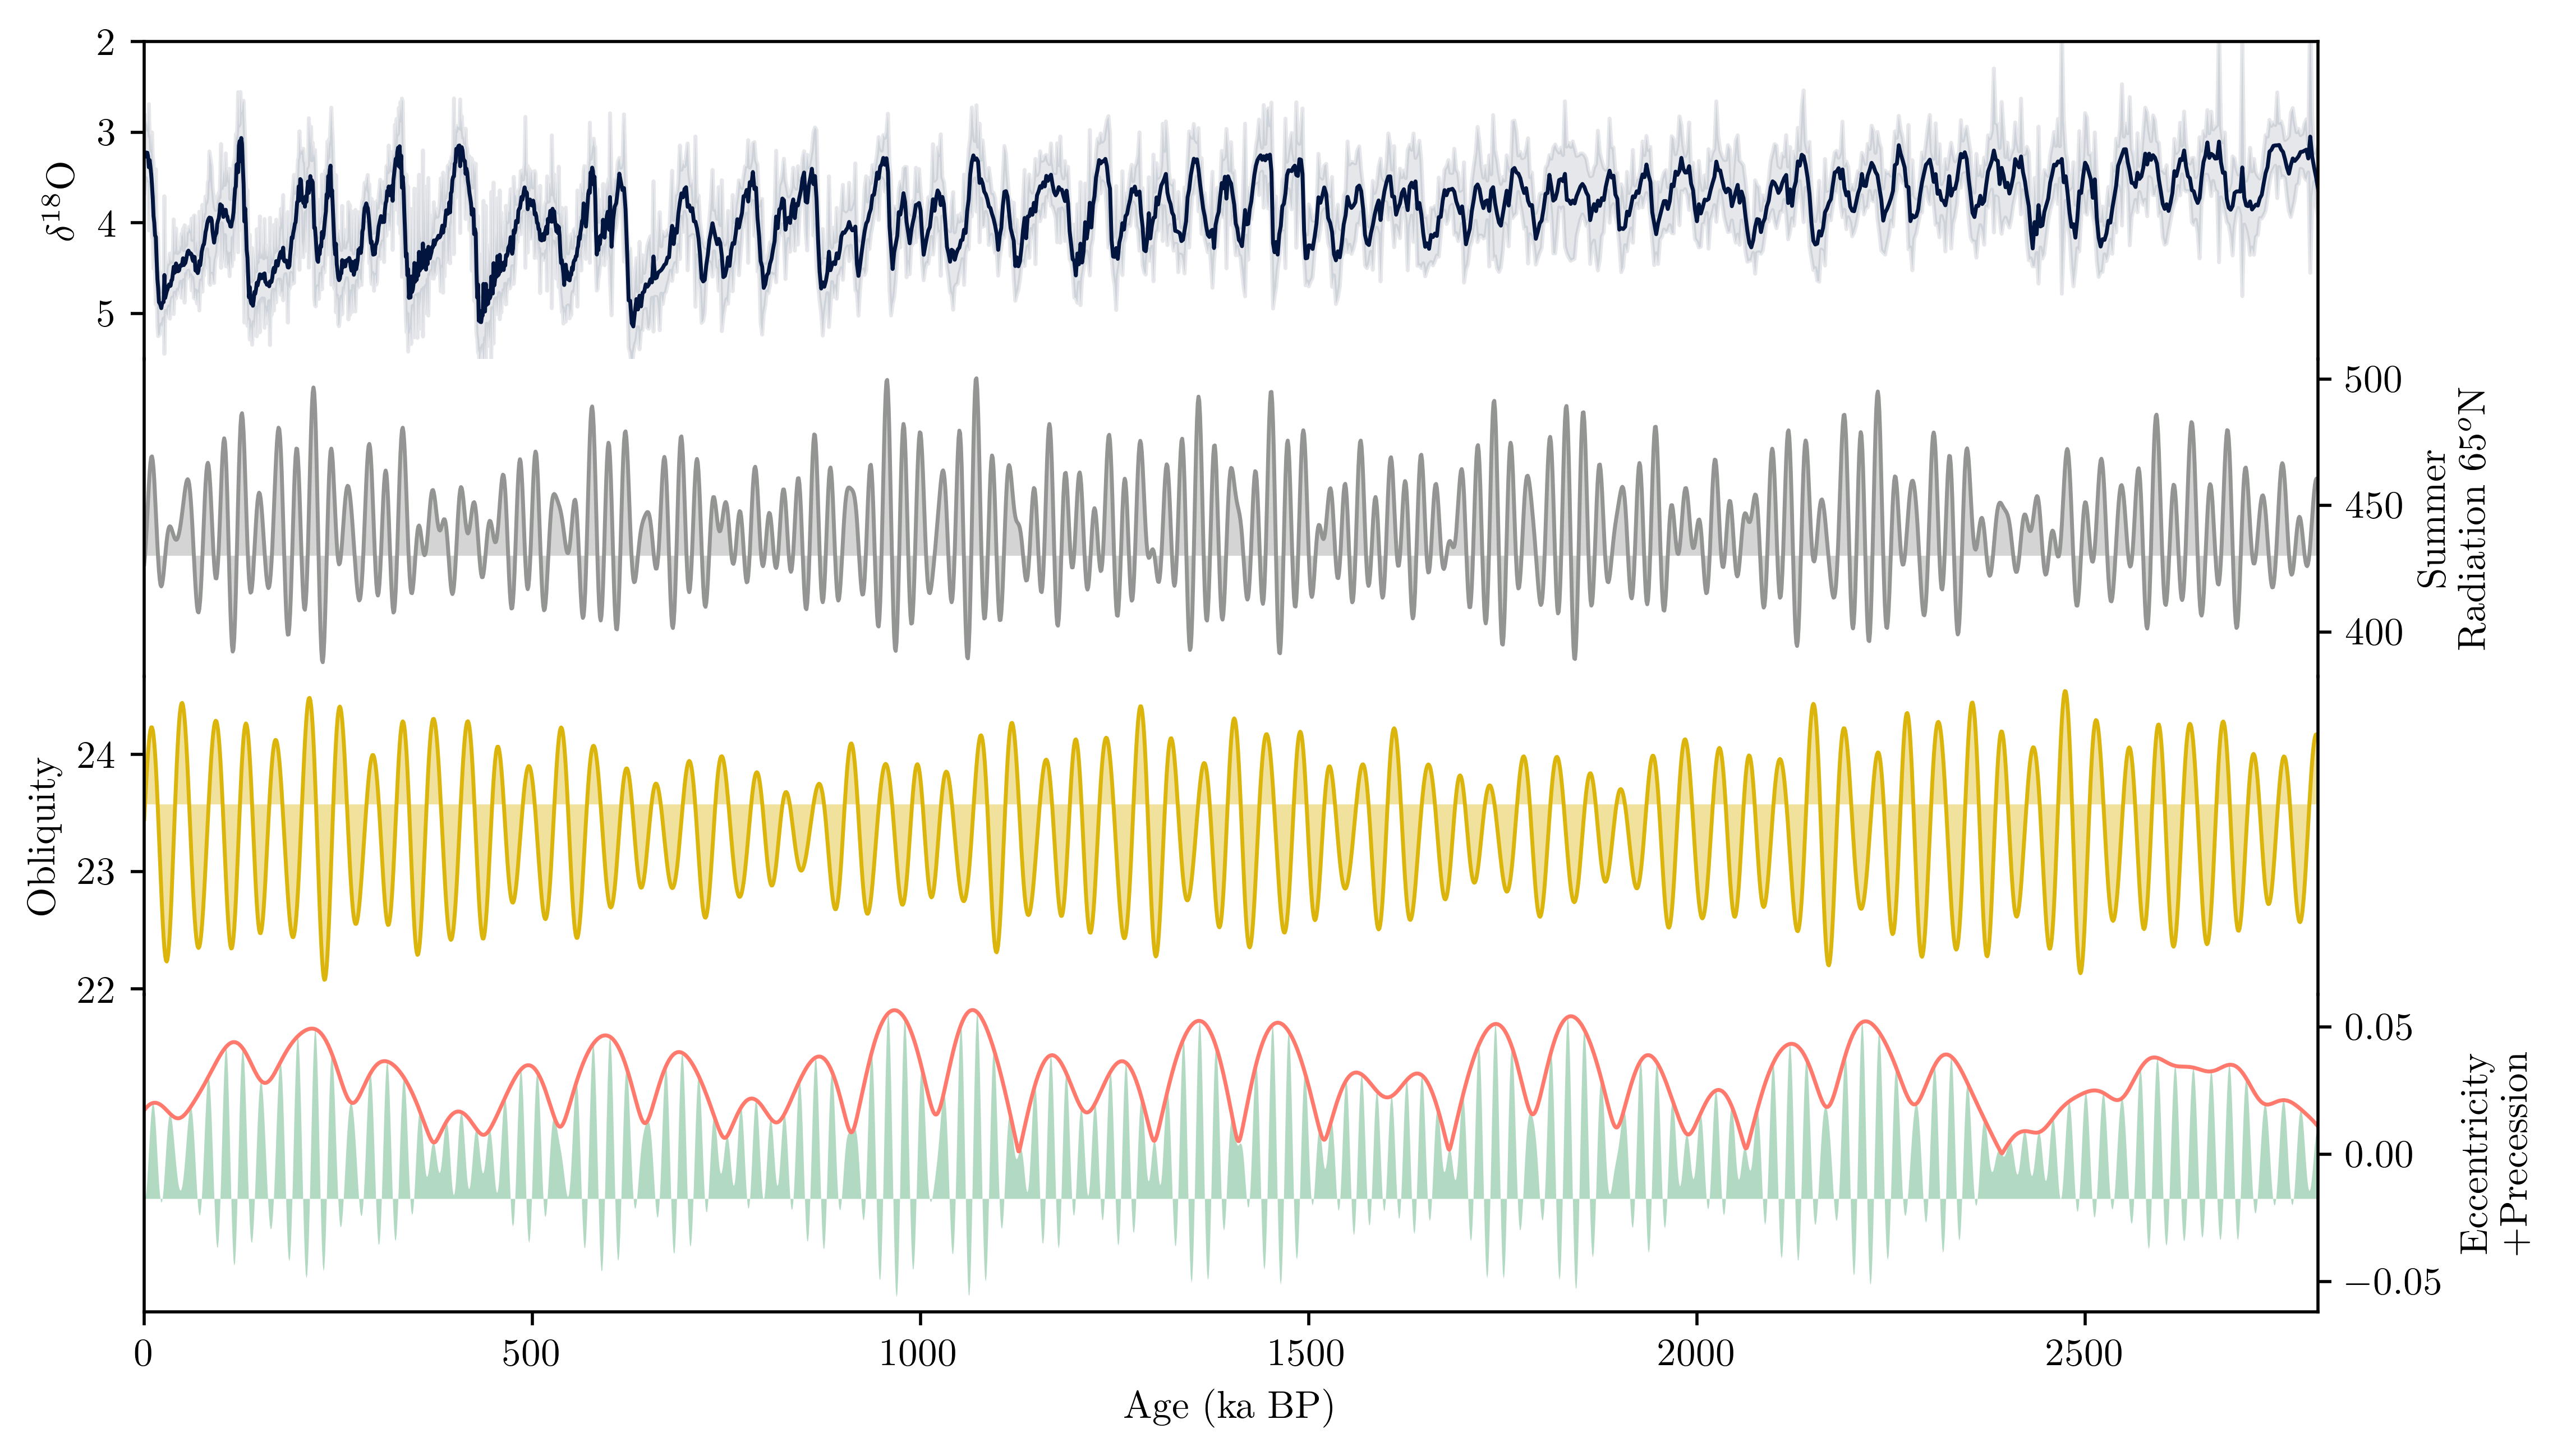 2
3
4
5
δ¹⁸O
500
450
400
Summer
Radiation 65ᵒN
24
23
22
Obliquity
0.05
0.00
−0.05
Eccentricity
+Precession
0 500 1000 1500 2000 2500
Age (ka BP)